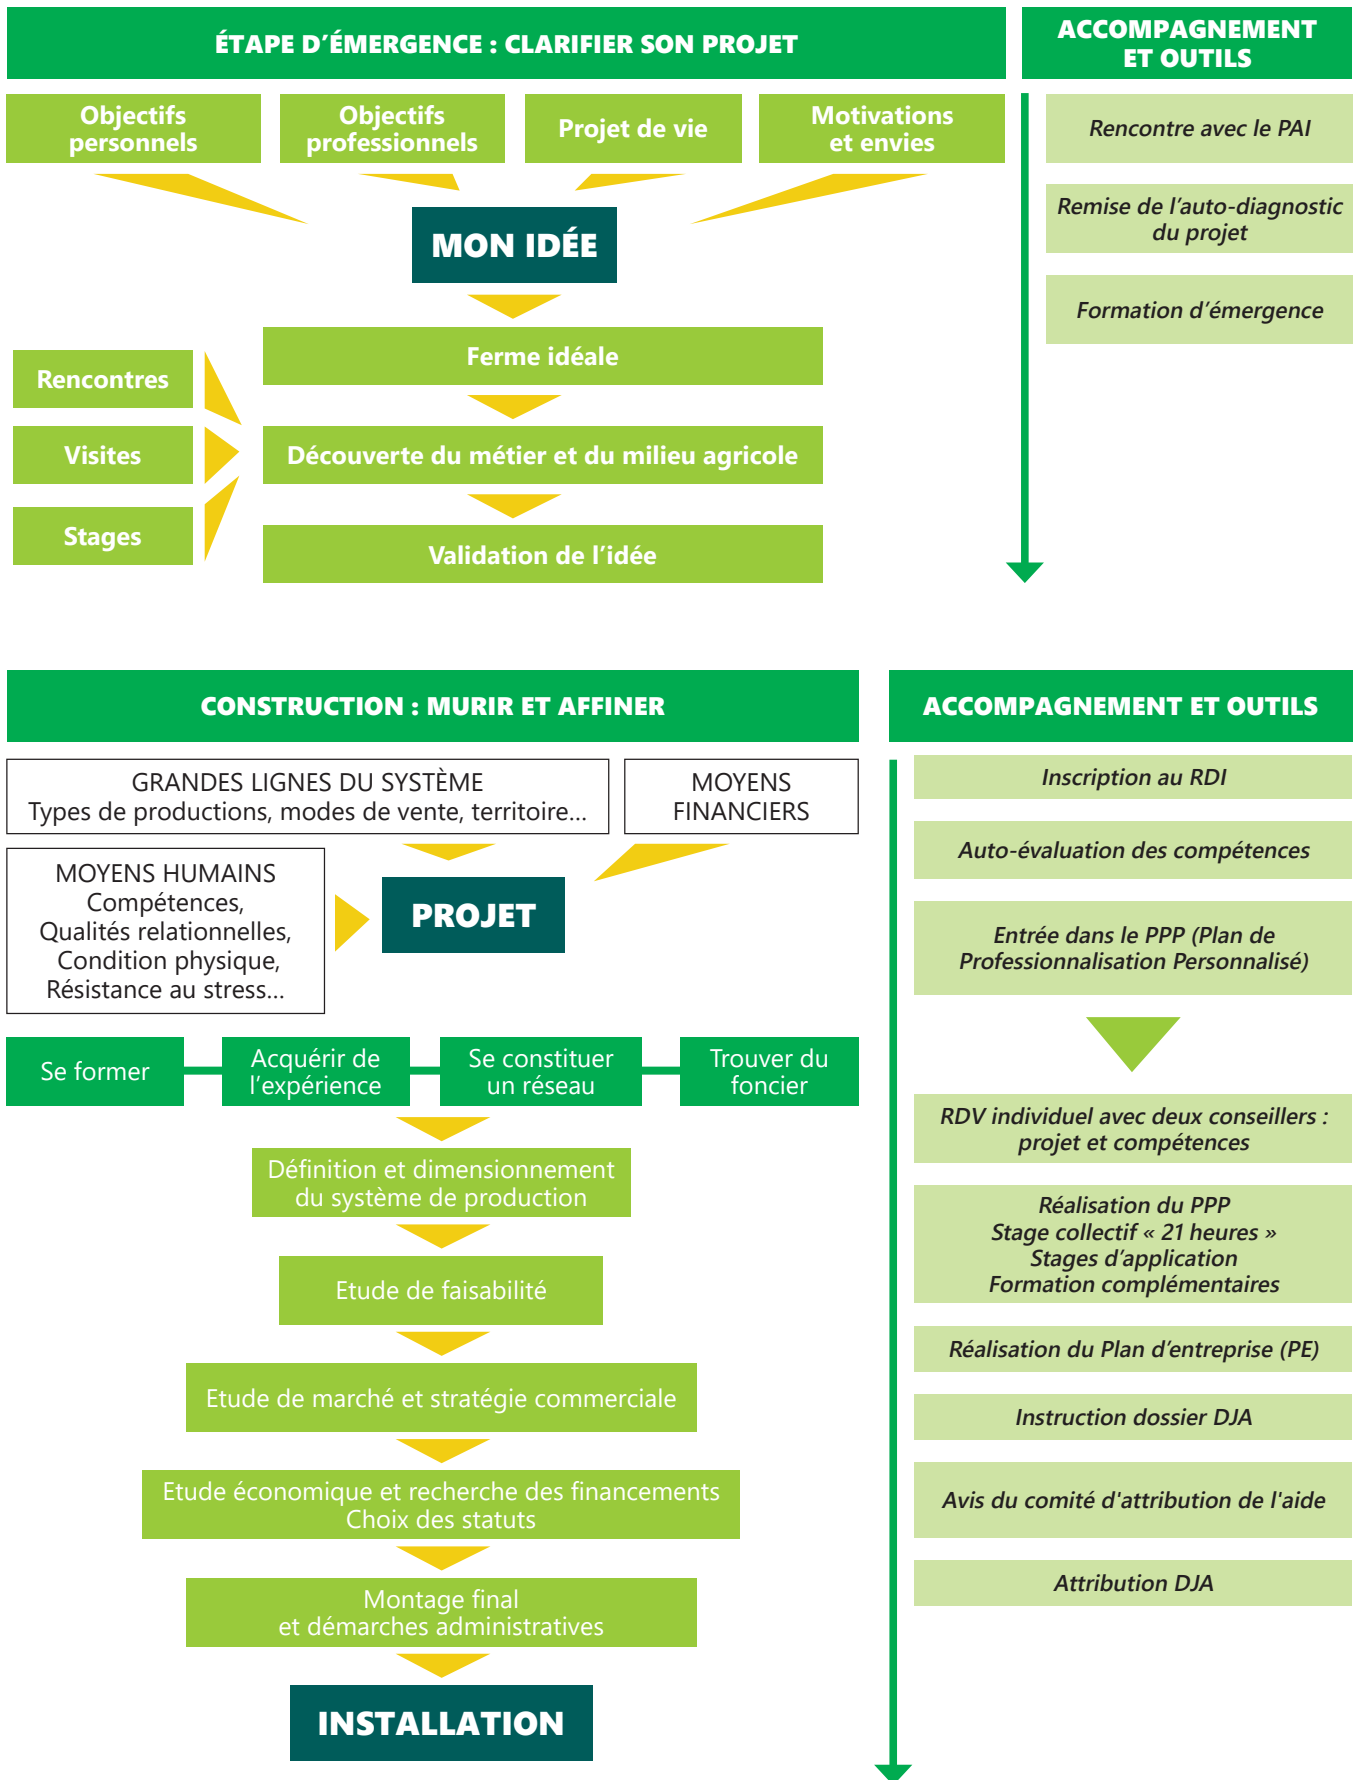 ÉTAPE D’ÉMERGENCE : CLARIFIER SON PROJET
ACCOMPAGNEMENT
ET OUTILS
Objectifs
personnels
Objectifs
professionnels
Projet de vie
Motivations
et envies
MON IDÉE
Ferme idéale
Rencontres
Visites
Stages
Découverte du métier et du milieu agricole
Validation de l’idée
Rencontre avec le PAI
Remise de l’auto-diagnostic
du projet
Formation d’émergence
CONSTRUCTION : MURIR ET AFFINER
GRANDES LIGNES DU SYSTÈME
Types de productions, modes de vente, territoire...
MOYENS
FINANCIERS
MOYENS HUMAINS
Compétences,
Qualités relationnelles,
Condition physique,
Résistance au stress...
PROJET
Se former
Acquérir de
l’expérience
Se constituer
un réseau
Trouver du
foncier
Définition et dimensionnement
du système de production
Etude de faisabilité
Etude de marché et stratégie commerciale
Etude économique et recherche des financements
Choix des statuts
Montage final
et démarches administratives
INSTALLATION
ACCOMPAGNEMENT ET OUTILS
Inscription au RDI
Auto-évaluation des compétences
Entrée dans le PPP (Plan de
Professionnalisation Personnalisé)
RDV individuel avec deux conseillers :
projet et compétences
Réalisation du PPP
Stage collectif « 21 heures »
Stages d’application
Formation complémentaires
Réalisation du Plan d’entreprise (PE)
Instruction dossier DJA
Avis du comité d'attribution de l'aide
Attribution DJA